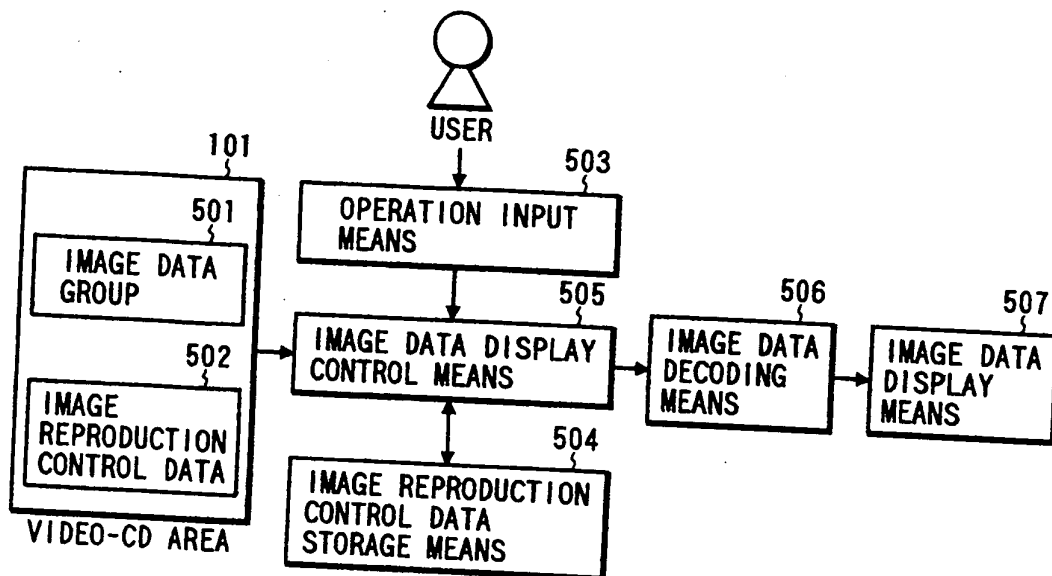 USER
101
501
IMAGE DATA
GROUP
502
IMAGE
REPRODUCTION
CONTROL DATA
VIDEO-CD AREA
503
OPERATION INPUT
MEANS
505
IMAGE DATA DISPLAY
CONTROL MEANS
504
IMAGE REPRODUCTION
CONTROL DATA
STORAGE MEANS
506
IMAGE DATA
DECODING
MEANS
507
IMAGE DATA
DISPLAY
MEANS